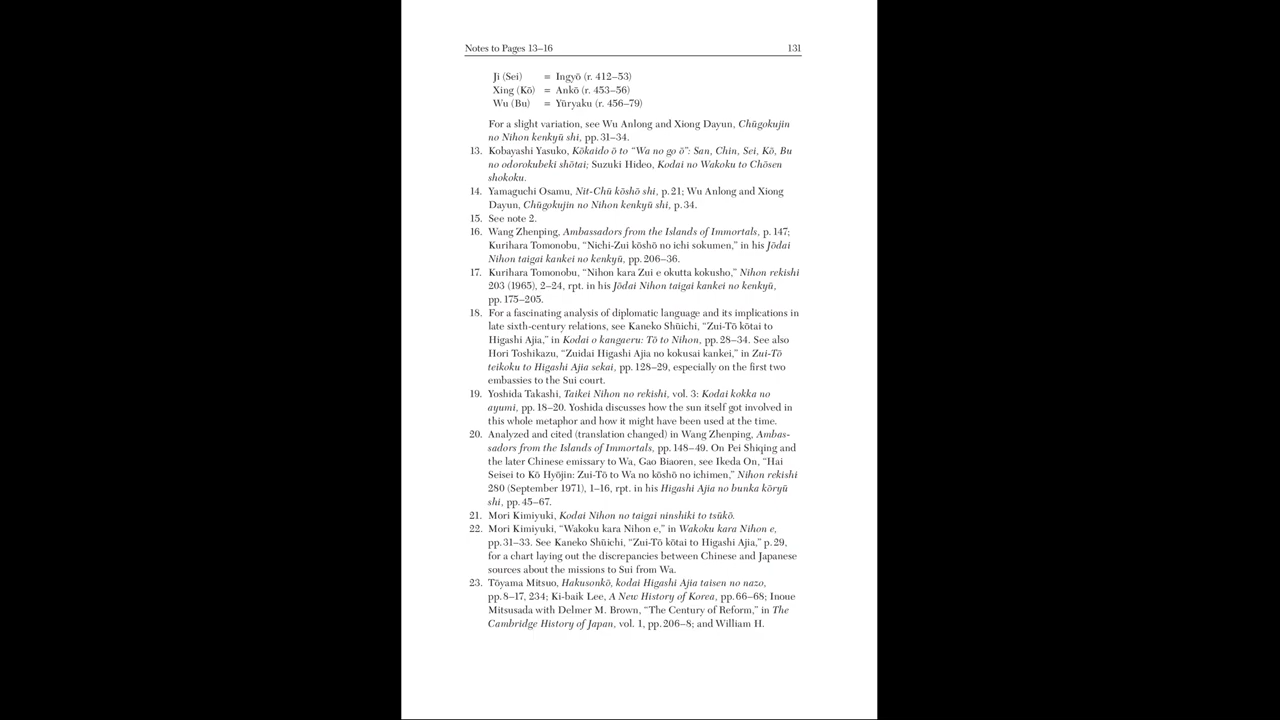 Notes to Pages 13–16 131
Ji (Sei) = Ingyō (r. 412–53)
Xing (Kō) = Ankō (r. 453–56)
Wu (Bu) = Yūryaku (r. 456–79)
For a slight variation, see Wu Anlong and Xiong Dayun, Chūgokujin
no Nihon kenkyū shi, pp. 31–34.
13. Kobayashi Yasuko, Kōkaido ō to “Wa no go ō”: San, Chin, Sei, Kō, Bu
no odorokubeki shōtai; Suzuki Hideo, Kodai no Wakoku to Chōsen
shokoku.
14. Yamaguchi Osamu, Nit-Chū kōshō shi, p. 21; Wu Anlong and Xiong
Dayun, Chūgokujin no Nihon kenkyū shi, p. 34.
15. See note 2.
16. Wang Zhenping, Ambassadors from the Islands of Immortals, p. 147;
Kurihara Tomonobu, “Nichi-Zui kōshō no ichi sokumen,” in his Jōdai
Nihon taigai kankei no kenkyū, pp. 206–36.
17. Kurihara Tomonobu, “Nihon kara Zui e okutta kokusho,” Nihon rekishi
203 (1965), 2–24, rpt. in his Jōdai Nihon taigai kankei no kenkyū,
pp. 175–205.
18. For a fascinating analysis of diplomatic language and its implications in
late sixth-century relations, see Kaneko Shūichi, “Zui-Tō kōtai to
Higashi Ajia,” in Kodai o kangaeru: Tō to Nihon, pp. 28–34. See also
Hori Toshikazu, “Zuidai Higashi Ajia no kokusai kankei,” in Zui-Tō
teikoku to Higashi Ajia sekai, pp. 128–29, especially on the first two
embassies to the Sui court.
19. Yoshida Takashi, Taikei Nihon no rekishi, vol. 3: Kodai kokka no
ayumi, pp. 18–20. Yoshida discusses how the sun itself got involved in
this whole metaphor and how it might have been used at the time.
20. Analyzed and cited (translation changed) in Wang Zhenping, Ambas-
sadors from the Islands of Immortals, pp. 148–49. On Pei Shiqing and
the later Chinese emissary to Wa, Gao Biaoren, see Ikeda On, “Hai
Seisei to Kō Hyōjin: Zui-Tō to Wa no kōshō no ichimen,” Nihon rekishi
280 (September 1971), 1–16, rpt. in his Higashi Ajia no bunka kōryū
shi, pp. 45–67.
21. Mori Kimiyuki, Kodai Nihon no taigai ninshiki to tsūkō.
22. Mori Kimiyuki, “Wakoku kara Nihon e,” in Wakoku kara Nihon e,
pp. 31–33. See Kaneko Shūichi, “Zui-Tō kōtai to Higashi Ajia,” p. 29,
for a chart laying out the discrepancies between Chinese and Japanese
sources about the missions to Sui from Wa.
23. Tōyama Mitsuo, Hakusonkō, kodai Higashi Ajia taisen no nazo,
pp. 8–17, 234; Ki-baik Lee, A New History of Korea, pp. 66–68; Inoue
Mitsusada with Delmer M. Brown, “The Century of Reform,” in The
Cambridge History of Japan, vol. 1, pp. 206–8; and William H.